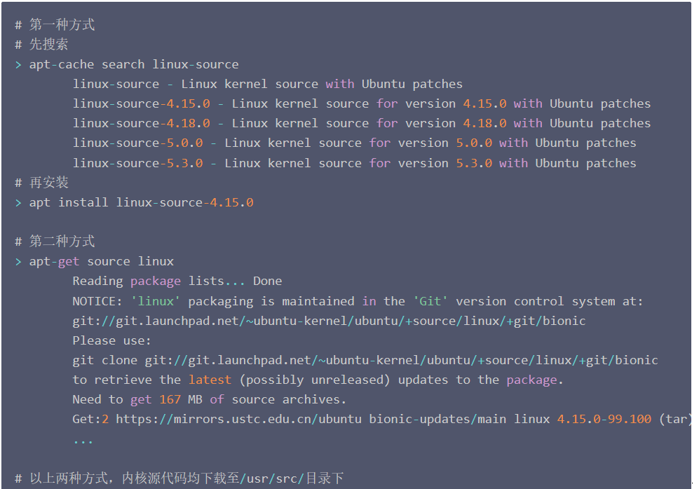 # 第一种方式
# 先搜索
> apt-cache search linux-source
linux-source - Linux kernel source with Ubuntu patches
linux-source-4.15.0 - Linux kernel source for version 4.15.0 with Ubuntu patches
linux-source-4.18.0 - Linux kernel source for version 4.18.0 with Ubuntu patches
linux-source-5.0.0 - Linux kernel source for version 5.0.0 with Ubuntu patches
linux-source-5.3.0 - Linux kernel source for version 5.3.0 with Ubuntu patches
# 再安装
> apt install linux-source-4.15.0
# 第二种方式
> apt-get source linux
Reading package lists... Done
NOTICE: 'linux' packaging is maintained in the 'Git' version control system at:
git://git.launchpad.net/~ubuntu-kernel/ubuntu/+source/linux/+git/bionic
Please use:
git clone git://git.launchpad.net/~ubuntu-kernel/ubuntu/+source/linux/+git/bionic
to retrieve the latest (possibly unreleased) updates to the package.
Need to get 167 MB of source archives.
Get:2 https://mirrors.ustc.edu.cn/ubuntu bionic-updates/main linux 4.15.0-99.100 (tar)
...
# 以上两种方式，内核源代码均下载至/usr/src/目录下